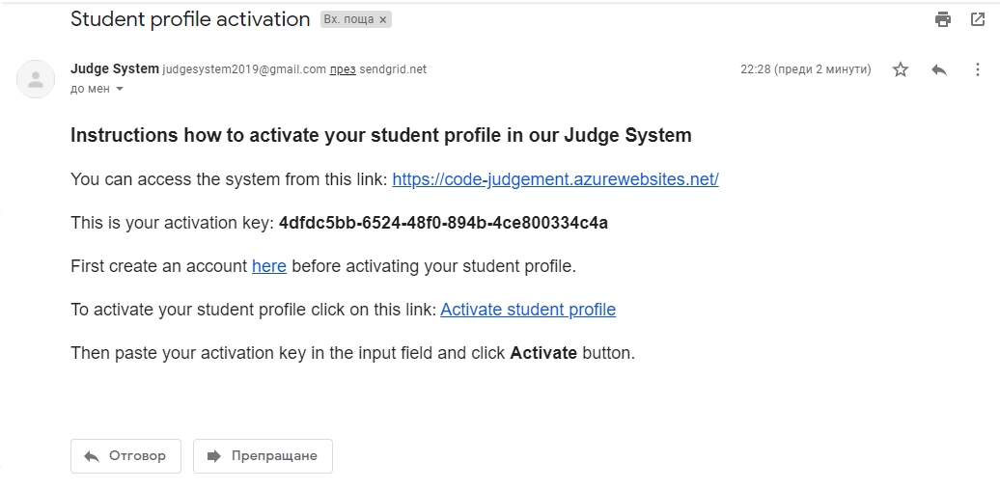 Student profile activation Вх. поща ×
Judge System judgesystem2019@gmail.com през sendgrid.net 22:28 (преди 2 минути)
до мен
Instructions how to activate your student profile in our Judge System
You can access the system from this link: https://code-judgement.azurewebsites.net/
This is your activation key: 4dfdc5bb-6524-48f0-894b-4ce800334c4a
First create an account here before activating your student profile.
To activate your student profile click on this link: Activate student profile
Then paste your activation key in the input field and click Activate button.
Отговор Препращане